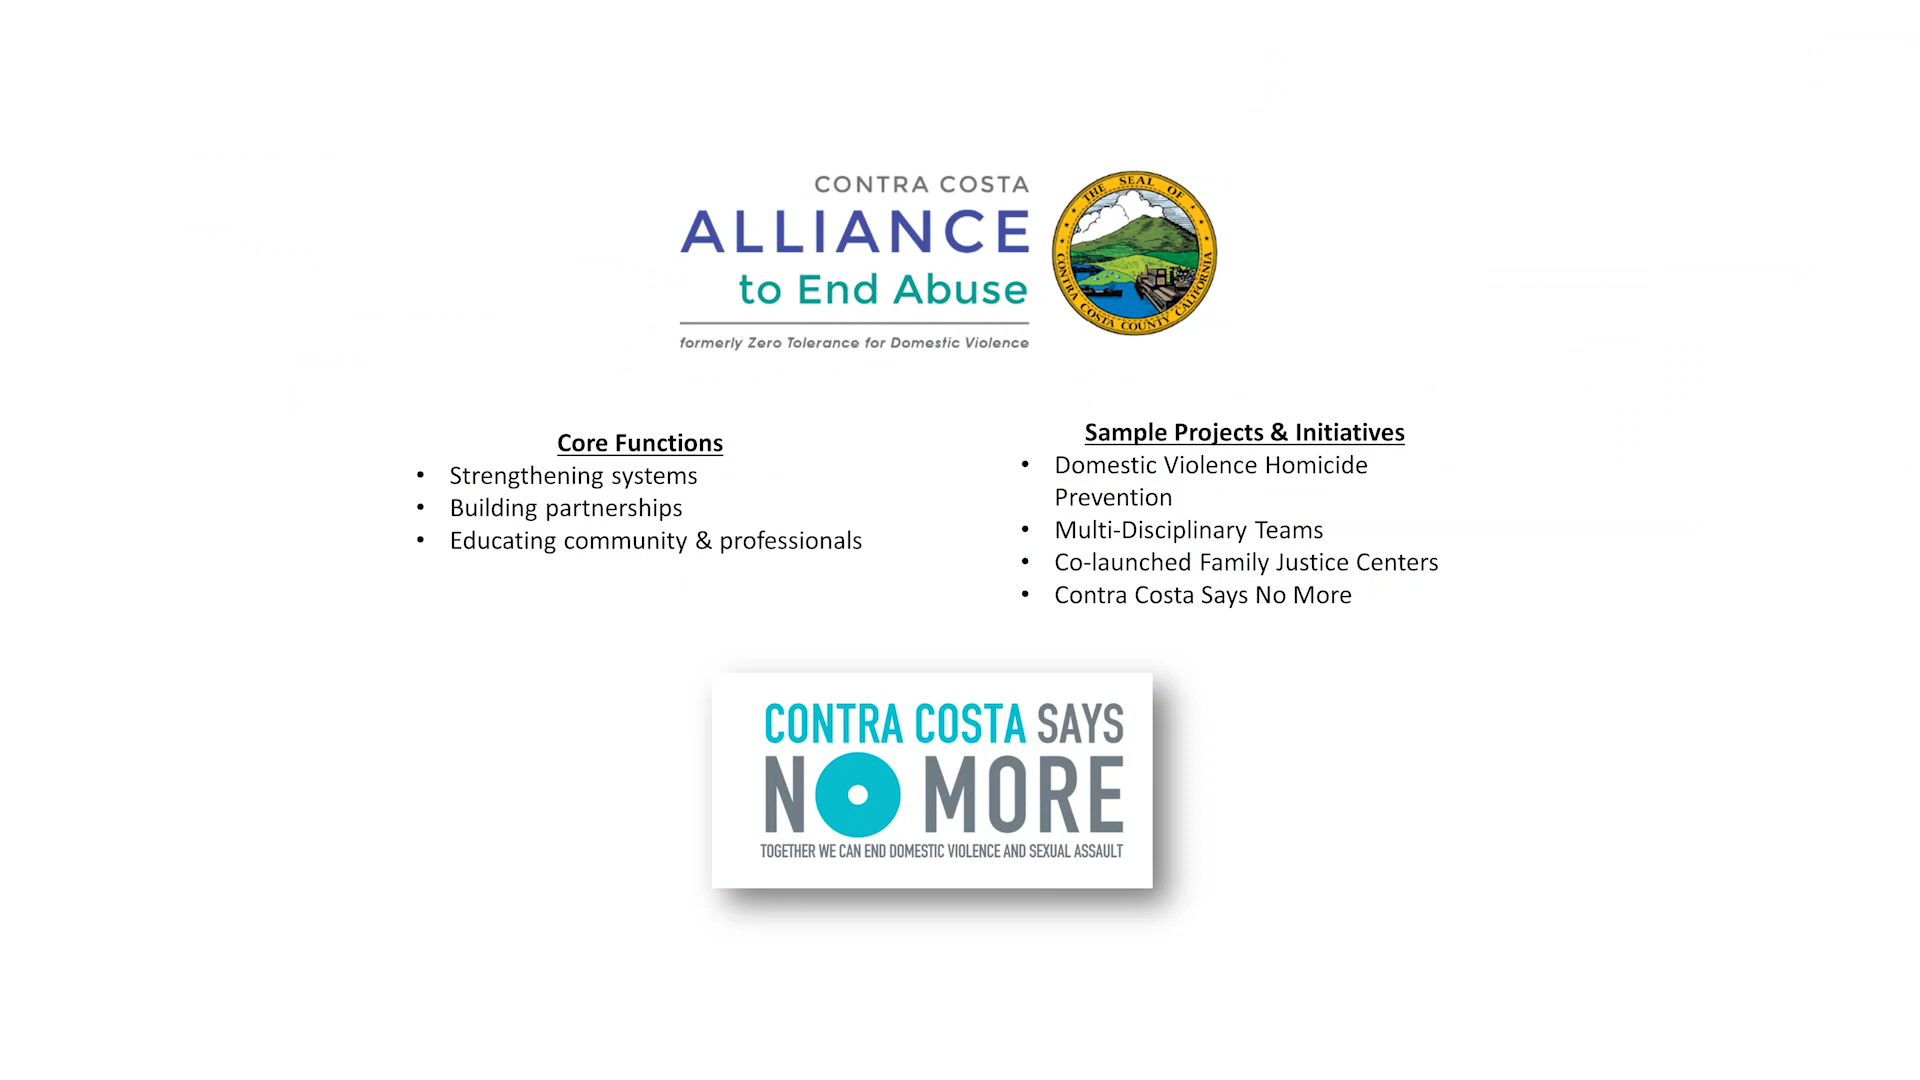 CONTRA COSTA
ALLIANCE
to End Abuse
formerly Zero Tolerance for Domestic Violence
THE SEAL OF
CONTRA COSTA COUNTY CALIFORNIA
Core Functions
• Strengthening systems
• Building partnerships
• Educating community & professionals
Sample Projects & Initiatives
• Domestic Violence Homicide
Prevention
• Multi-Disciplinary Teams
• Co-launched Family Justice Centers
• Contra Costa Says No More
CONTRA COSTA SAYS
NO MORE
TOGETHER WE CAN END DOMESTIC VIOLENCE AND SEXUAL ASSAULT